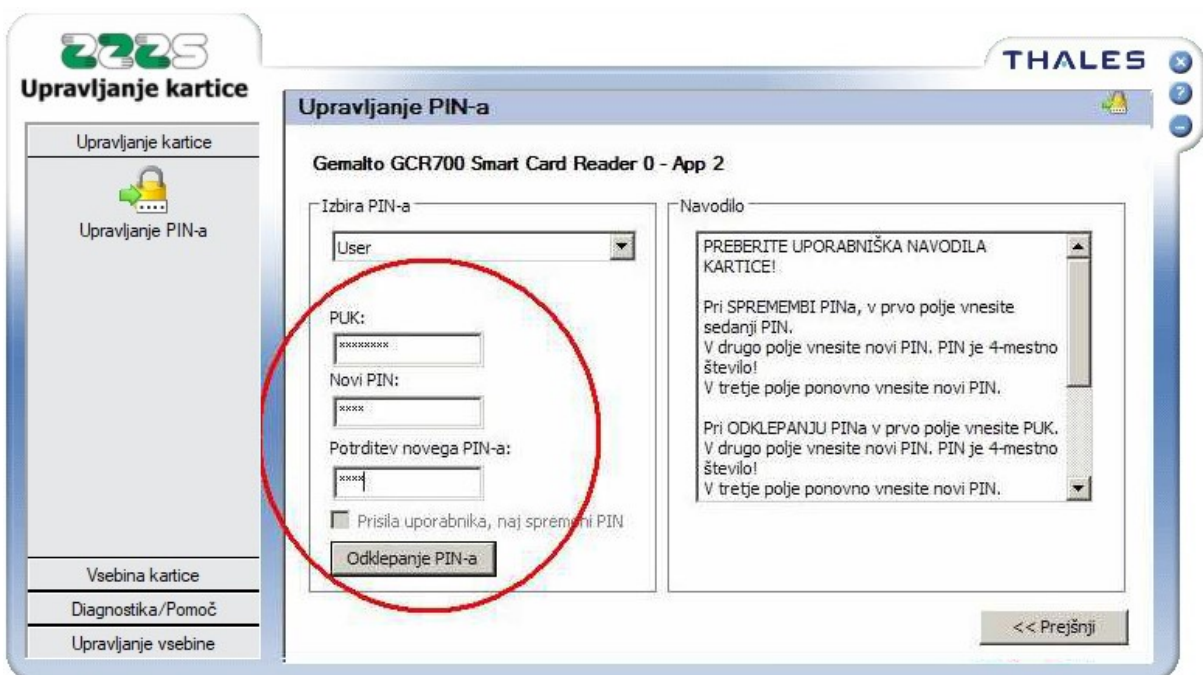 ZZZS
Upravljanje kartice
THALES
Upravljanje kartice
Upravljanje PIN-a
Vsebina kartice
Diagnostika/Pomoč
Upravljanje vsebine
Upravljanje PIN-a
Gemalto GCR700 Smart Card Reader 0 - App 2
Izbira PIN-a
User
PUK:
********
Novi PIN:
****
Potrditev novega PIN-a:
****
Prisila uporabnika, naj spremeni PIN
Odklepanje PIN-a
Navodilo
PREBERITE UPORABNIŠKA NAVODILA
KARTICE!
Pri SPREMEMBI PINa, v prvo polje vnesite
sedanji PIN.
V drugo polje vnesite novi PIN. PIN je 4-mestno
število!
V tretje polje ponovno vnesite novi PIN.
Pri ODKLEPANJU PINa v prvo polje vnesite PUK.
V drugo polje vnesite novi PIN. PIN je 4-mestno
število!
V tretje polje ponovno vnesite novi PIN.
<< Prejšnji